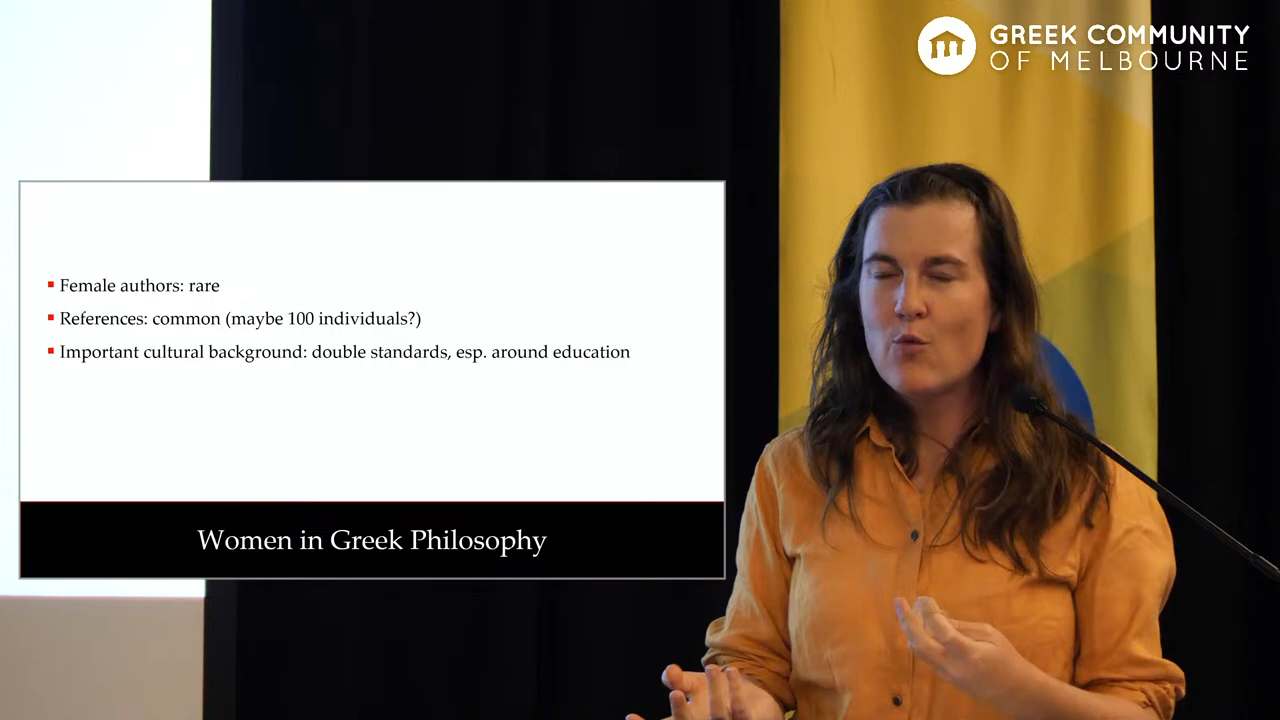 GREEK COMMUNITY
OF MELBOURNE
▪ Female authors: rare
▪ References: common (maybe 100 individuals?)
▪ Important cultural background: double standards, esp. around education
Women in Greek Philosophy